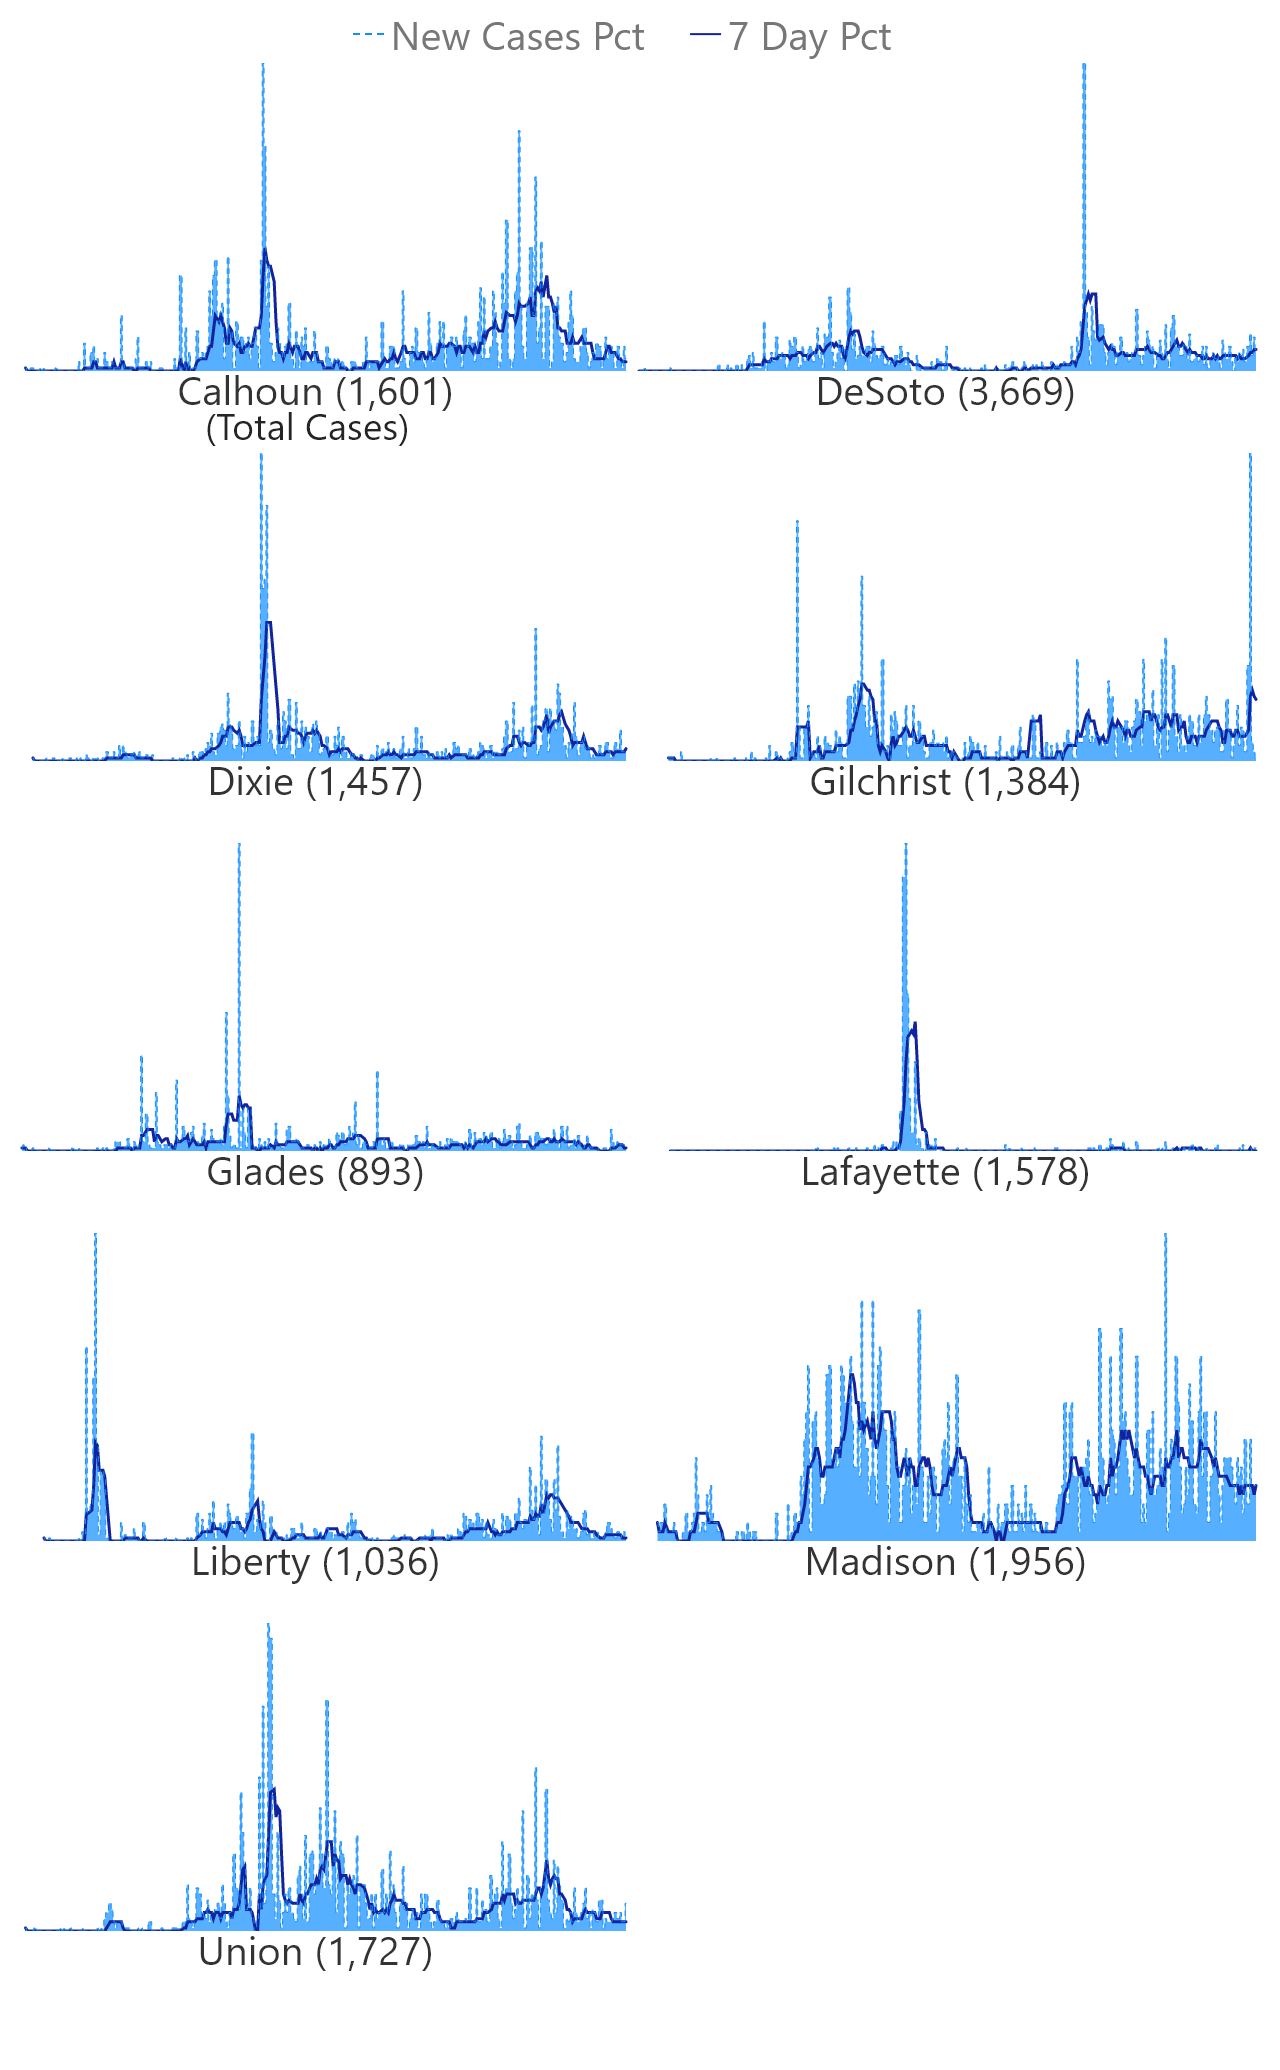 New Cases Pct 7 Day Pct
Calhoun (1,601) DeSoto (3,669)
(Total Cases)
Dixie (1,457) Gilchrist (1,384)
Glades (893) Lafayette (1,578)
Liberty (1,036) Madison (1,956)
Union (1,727)